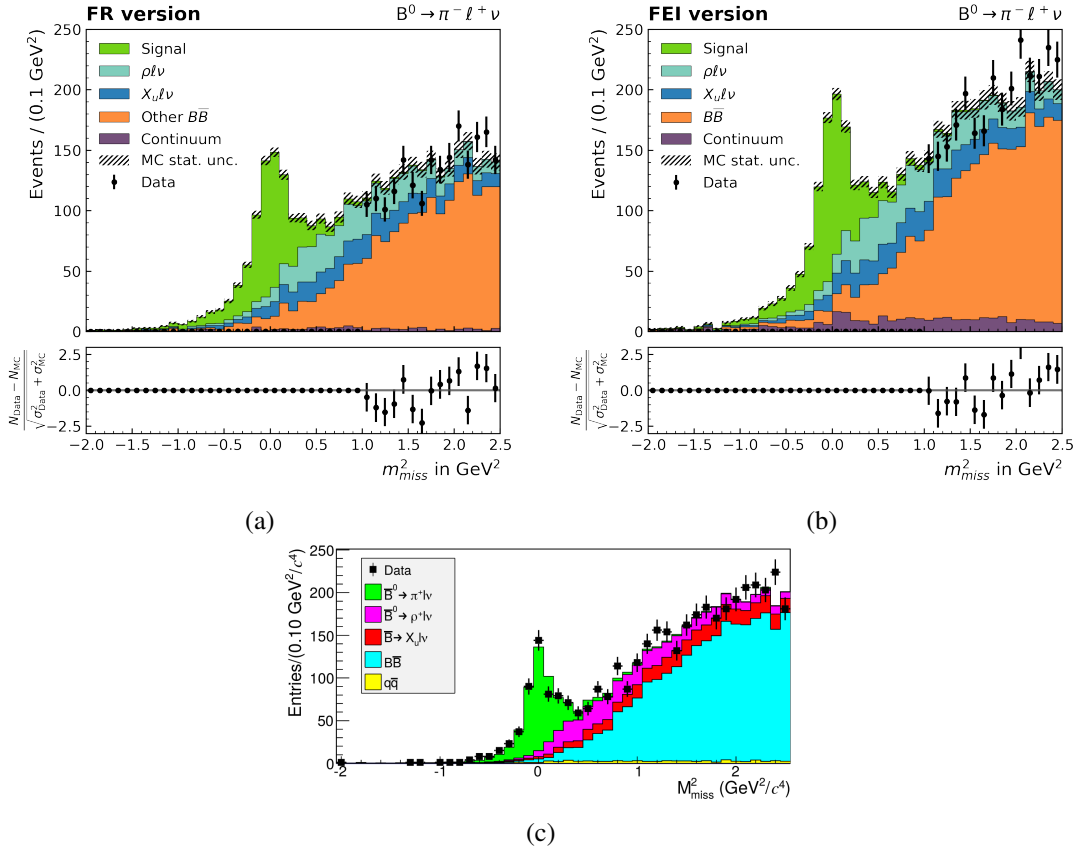 FR version B⁰ → π⁻ ℓ⁺ ν
Events / (0.1 GeV²)
250
200
150
100
50
0
Signal
ρℓν
X_uℓν
Other BB̅
Continuum
MC stat. unc.
Data
(N_Data − N_MC) / √(σ²_Data + σ²_MC)
2.5
0.0
−2.5
−2.0 −1.5 −1.0 −0.5 0.0 0.5 1.0 1.5 2.0 2.5
m²_miss in GeV²
(a)
FEI version B⁰ → π⁻ ℓ⁺ ν
Events / (0.1 GeV²)
250
200
150
100
50
0
Signal
ρℓν
X_uℓν
BB̅
Continuum
MC stat. unc.
Data
(N_Data − N_MC) / √(σ²_Data + σ²_MC)
2.5
0.0
−2.5
−2.0 −1.5 −1.0 −0.5 0.0 0.5 1.0 1.5 2.0 2.5
m²_miss in GeV²
(b)
Entries/(0.10 GeV²/c⁴)
250
200
150
100
50
0
Data
B̅⁰ → π⁺lν
B̅⁰ → ρ⁺lν
B̅ → X_u lν
BB̅
qq̅
-2 -1 0 1 2
M²_miss (GeV²/c⁴)
(c)